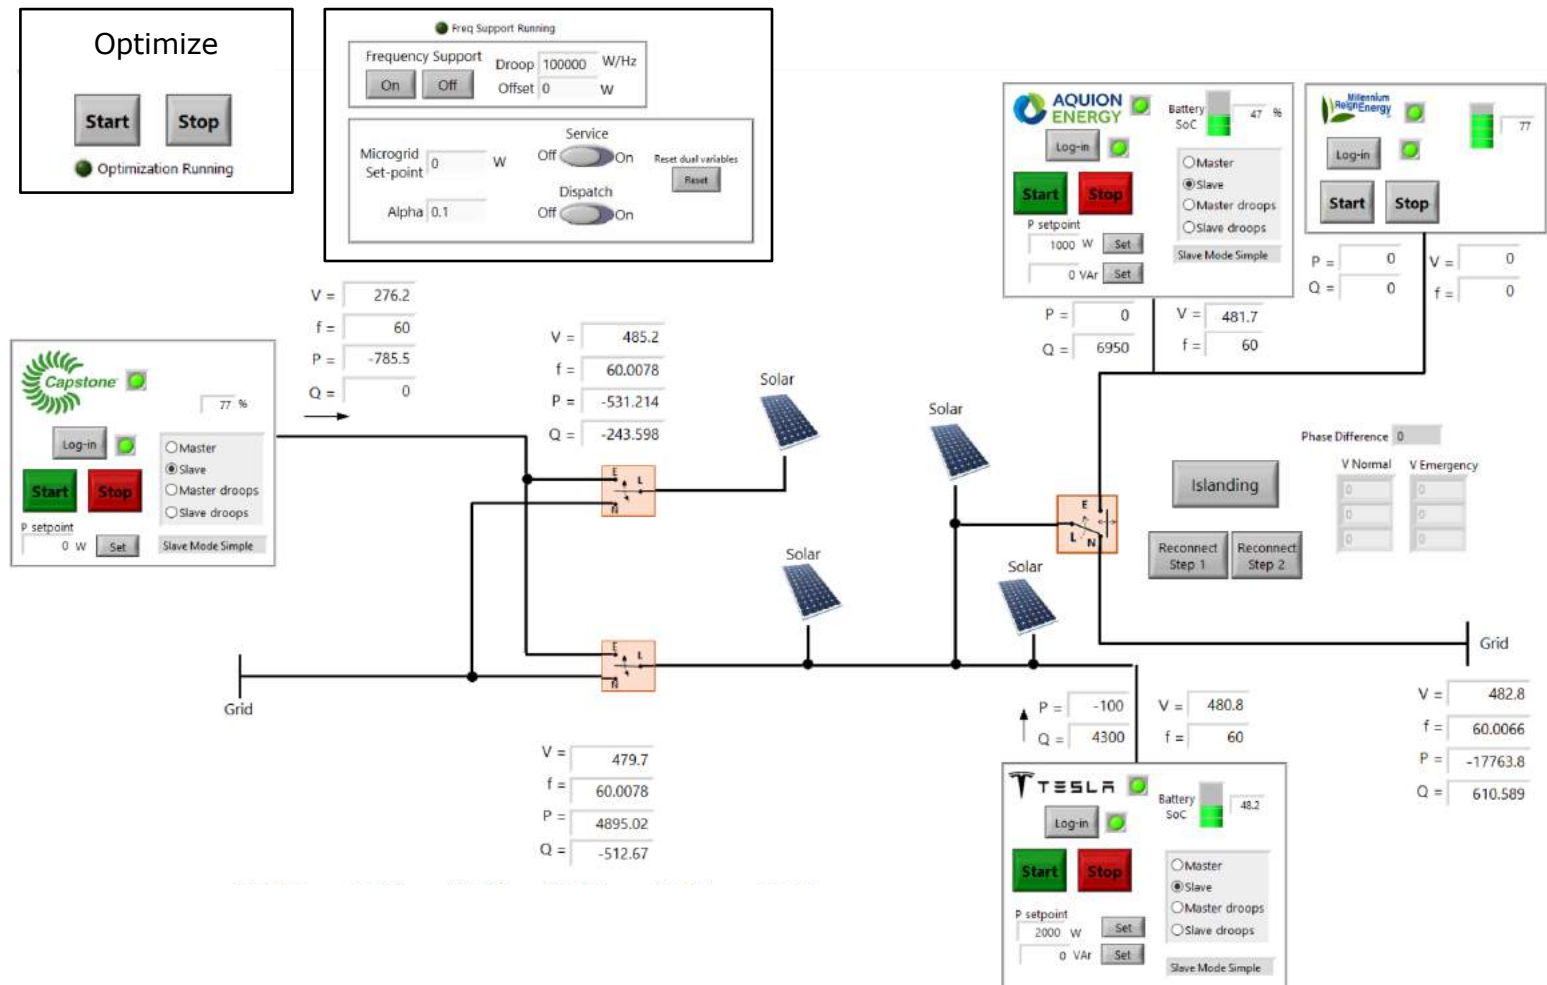 Optimize
Start Stop
Optimization Running
Freq Support Running
Frequency Support
On Off
Droop 100000 W/Hz
Offset 0 W
Service
Microgrid Set-point 0 W
Off On
Reset dual variables
Reset
Dispatch
Alpha 0.1
Off On
AQUION ENERGY
Battery SoC
47 %
Log-in
Start Stop
Master
Slave
Master droops
Slave droops
P setpoint
1000 W Set
0 VAr Set
Slave Mode Simple
Millennium ReignEnergy
77
Log-in
Start Stop
P = 0
Q = 0
V = 0
f = 0
P = 0
Q = 6950
V = 481.7
f = 60
V = 276.2
f = 60
P = -785.5
Q = 0
Capstone
77 %
Log-in
Start Stop
Master
Slave
Master droops
Slave droops
P setpoint
0 W Set
Slave Mode Simple
V = 485.2
f = 60.0078
P = -531.214
Q = -243.598
Solar
Solar
E
L
N
E
L
N
Phase Difference 0
V Normal V Emergency
0 0
0 0
0 0
Islanding
Reconnect Step 1
Reconnect Step 2
Solar
Solar
E
L
N
Grid
Grid
V = 479.7
f = 60.0078
P = 4895.02
Q = -512.67
P = -100
Q = 4300
V = 480.8
f = 60
V = 482.8
f = 60.0066
P = -17763.8
Q = 610.589
TESLA
Battery SoC
48.2
Log-in
Start Stop
Master
Slave
Master droops
Slave droops
P setpoint
2000 W Set
0 VAr Set
Slave Mode Simple